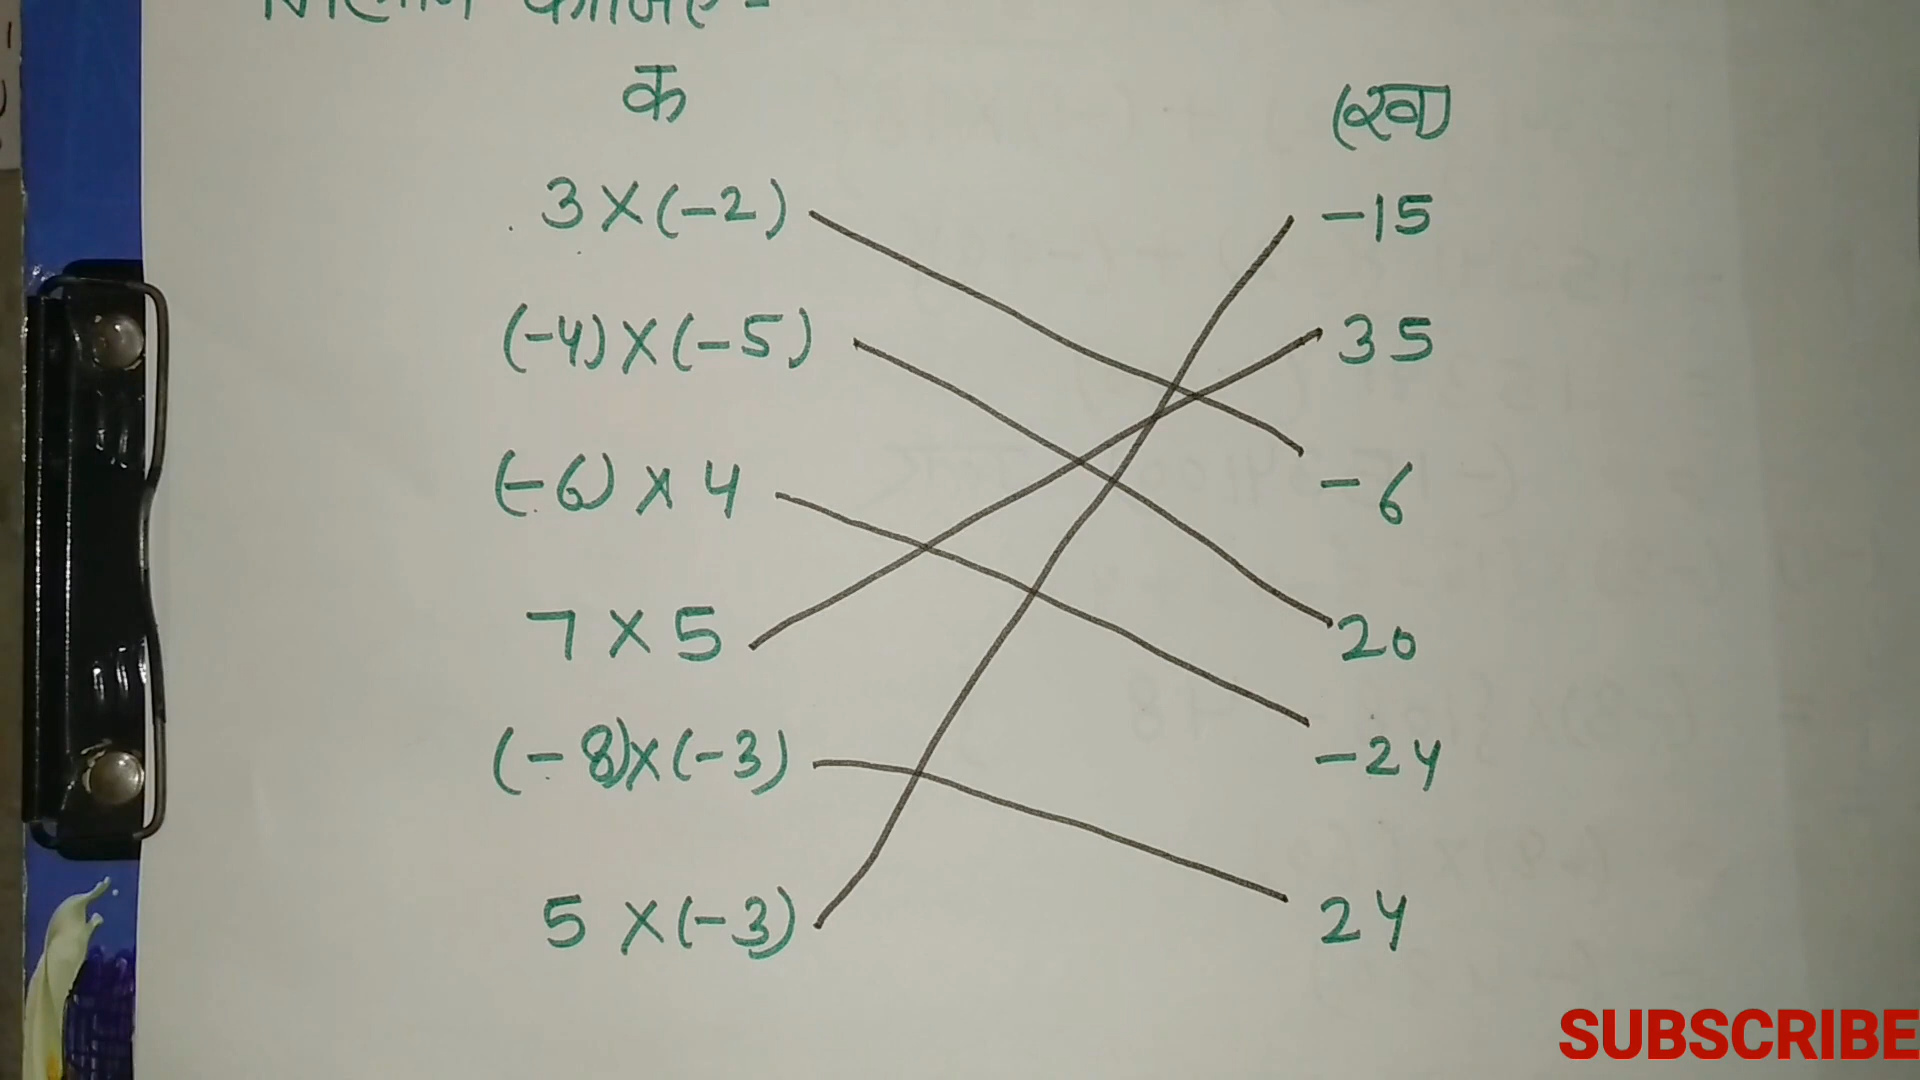 मिलान कीजिए -
क (ख)
3 × (-2) -15
(-4) × (-5) 35
(-6) × 4 -6
7 × 5 20
(-8) × (-3) -24
5 × (-3) 24
SUBSCRIBE